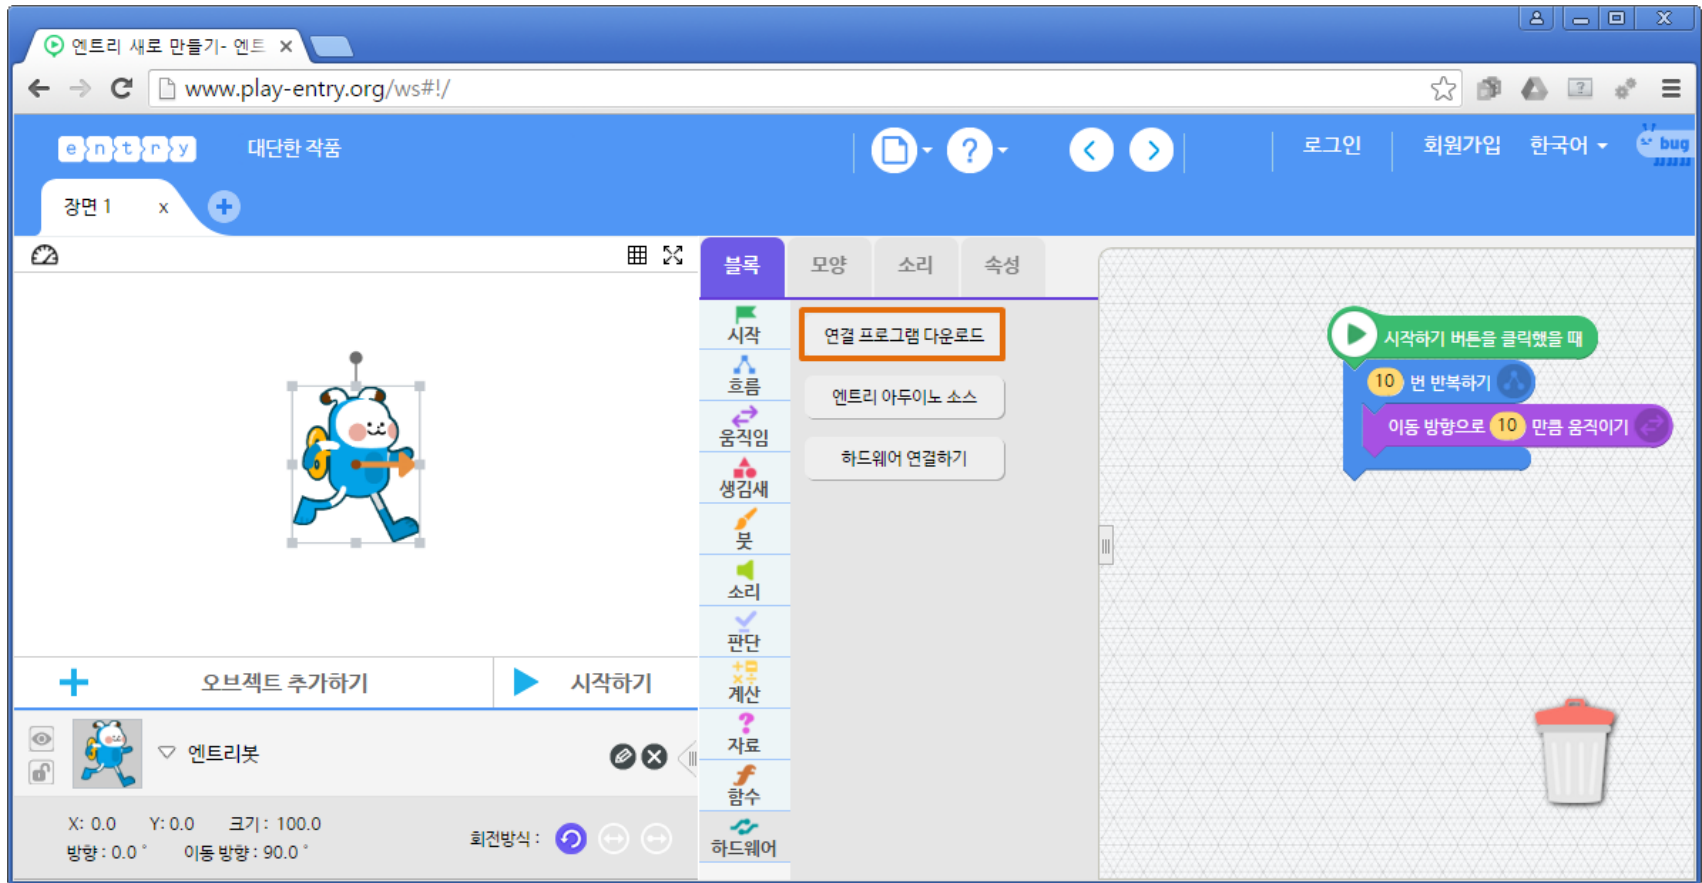 엔트리 새로 만들기- 엔트
www.play-entry.org/ws#!/
entry 대단한 작품 로그인 회원가입 한국어 bug
장면 1 x
블록 모양 소리 속성
시작
흐름
움직임
생김새
붓
소리
판단
계산
자료
함수
하드웨어
연결 프로그램 다운로드
엔트리 아두이노 소스
하드웨어 연결하기
시작하기 버튼을 클릭했을 때
10 번 반복하기
이동 방향으로 10 만큼 움직이기
오브젝트 추가하기 시작하기
엔트리봇
X: 0.0 Y: 0.0 크기 : 100.0
방향 : 0.0 ˚ 이동 방향 : 90.0 ˚
회전방식 :